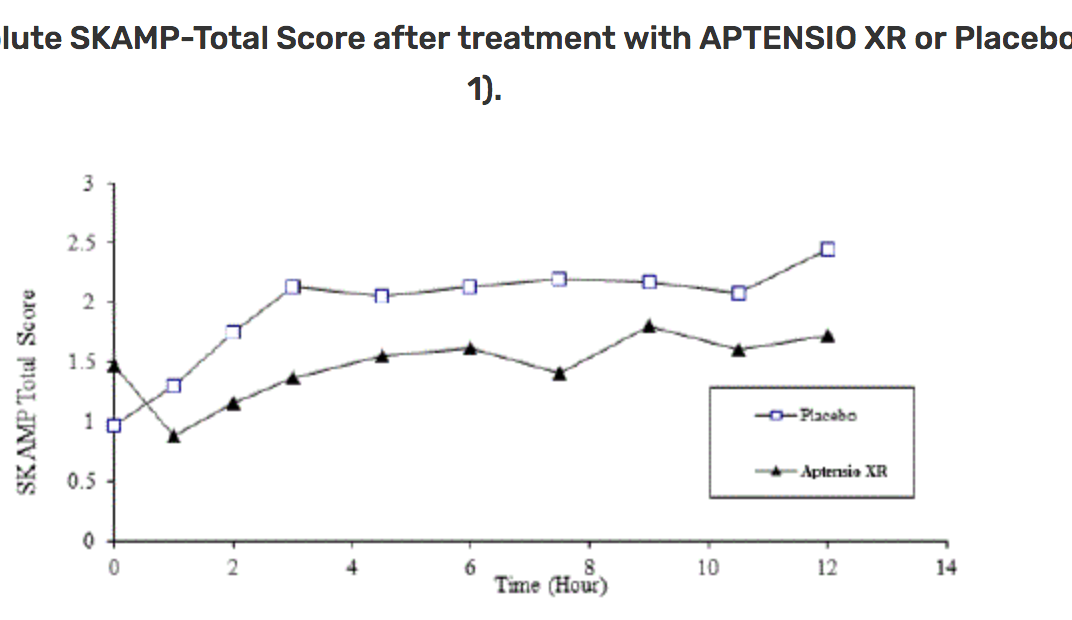 lute SKAMP-Total Score after treatment with APTENSIO XR or Placebo
1).
3
2.5
2
1.5
1
0.5
0
SKAMP Total Score
Placebo
Aptensio XR
0 2 4 6 8 10 12 14
Time (Hour)